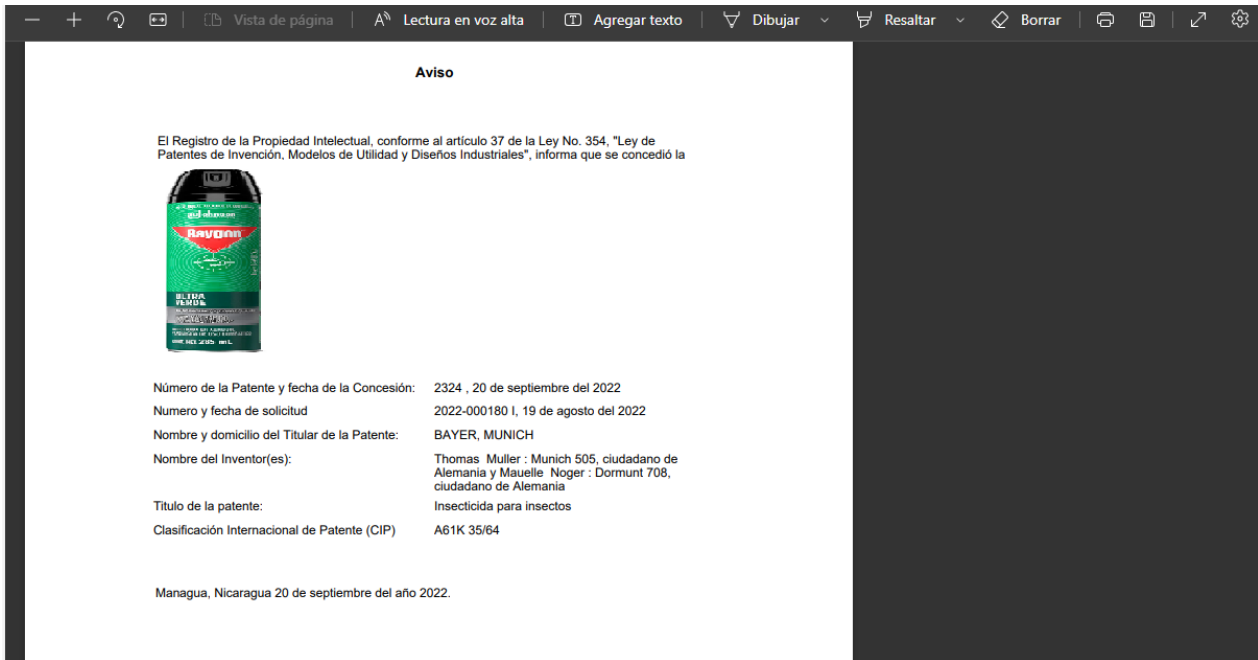 Vista de página
Lectura en voz alta
Agregar texto
Dibujar
Resaltar
Borrar
Aviso
El Registro de la Propiedad Intelectual, conforme al artículo 37 de la Ley No. 354, "Ley de
Patentes de Invención, Modelos de Utilidad y Diseños Industriales", informa que se concedió la
ULTRA
VERDE
Número de la Patente y fecha de la Concesión: 2324 , 20 de septiembre del 2022
Numero y fecha de solicitud 2022-000180 I, 19 de agosto del 2022
Nombre y domicilio del Titular de la Patente: BAYER, MUNICH
Nombre del Inventor(es): Thomas Muller : Munich 505, ciudadano de
Alemania y Mauelle Noger : Dormunt 708,
ciudadano de Alemania
Titulo de la patente: Insecticida para insectos
Clasificación Internacional de Patente (CIP) A61K 35/64
Managua, Nicaragua 20 de septiembre del año 2022.